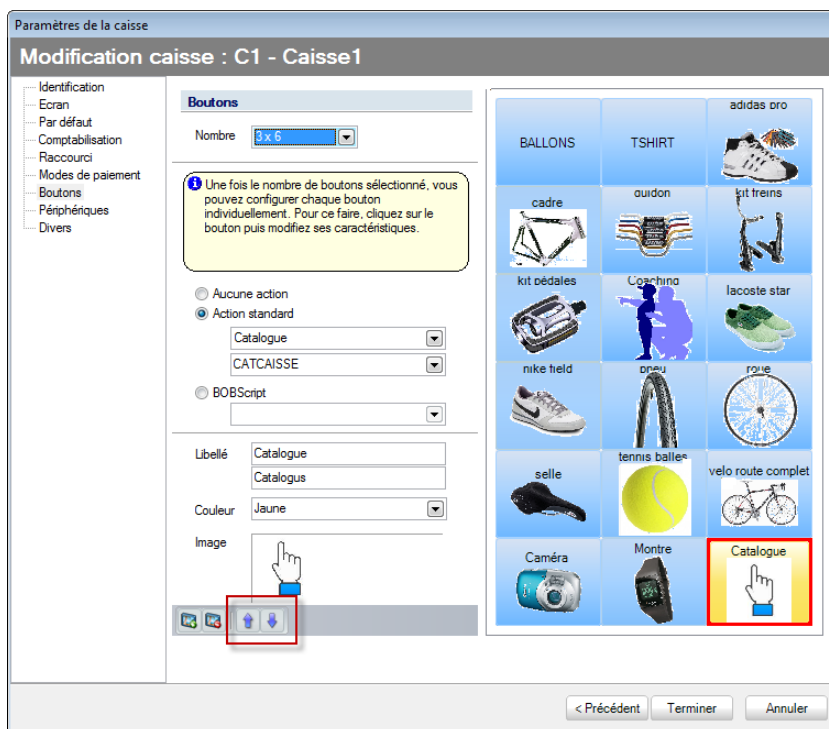 Paramètres de la caisse
Modification caisse : C1 - Caisse1
Identification
Ecran
Par défaut
Comptabilisation
Raccourci
Modes de paiement
Boutons
Périphériques
Divers
Boutons
Nombre
3 x 6
Une fois le nombre de boutons sélectionné, vous
pouvez configurer chaque bouton
individuellement. Pour ce faire, cliquez sur le
bouton puis modifiez ses caractéristiques.
Aucune action
Action standard
Catalogue
CATCAISSE
BOBScript
Libellé
Catalogue
Catalogus
Couleur
Jaune
Image
BALLONS
TSHIRT
adidas pro
cadre
guidon
kit freins
kit pédales
Coaching
lacoste star
nike field
pneu
roue
selle
tennis balles
velo route complet
Caméra
Montre
Catalogue
< Précédent
Terminer
Annuler